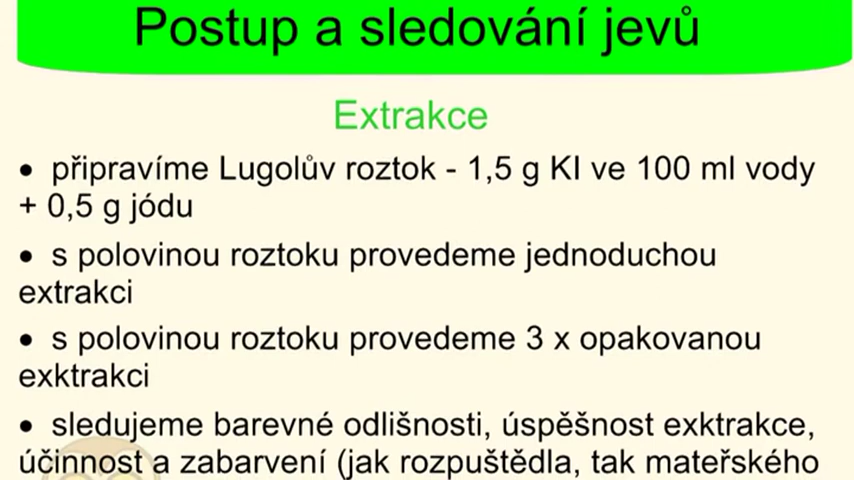 Postup a sledování jevů
Extrakce
• připravíme Lugolův roztok - 1,5 g KI ve 100 ml vody
+ 0,5 g jódu
• s polovinou roztoku provedeme jednoduchou
extrakci
• s polovinou roztoku provedeme 3 x opakovanou
exktrakci
• sledujeme barevné odlišnosti, úspěšnost exktrakce,
účinnost a zabarvení (jak rozpuštědla, tak mateřského